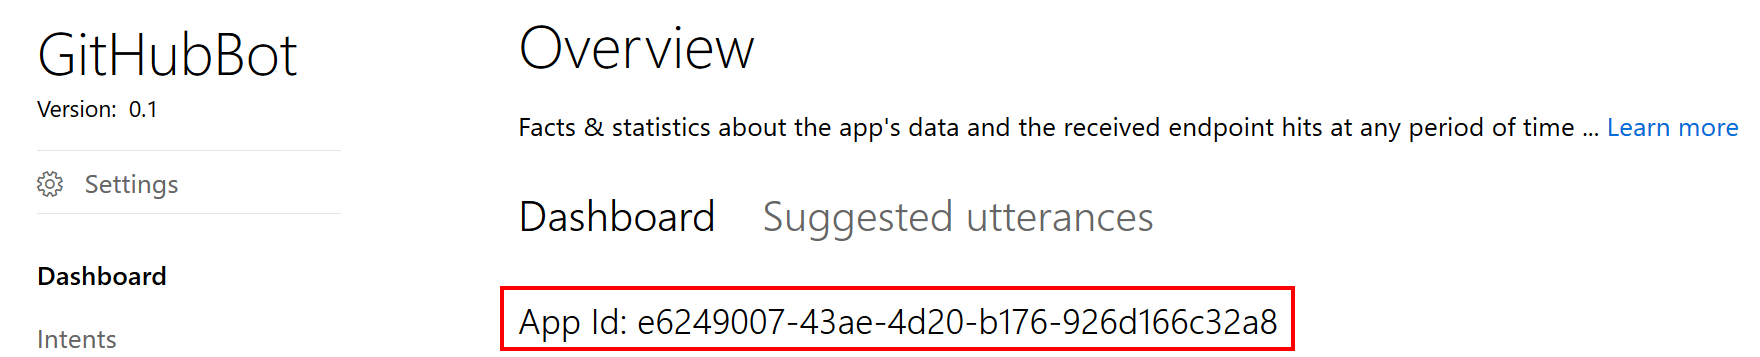 GitHubBot
Version: 0.1
Settings
Dashboard
Intents
Overview
Facts & statistics about the app's data and the received endpoint hits at any period of time ... Learn more
Dashboard Suggested utterances
App Id: e6249007-43ae-4d20-b176-926d166c32a8